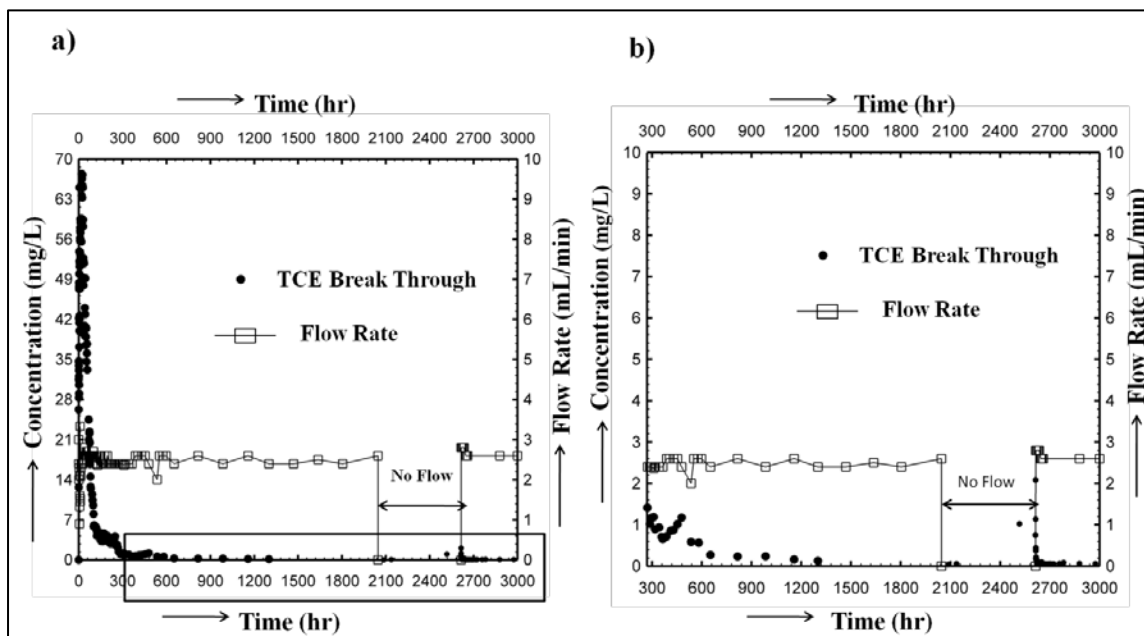 a)
Time (hr)
0 300 600 900 1200 1500 1800 2100 2400 2700 3000
70
63
56
49
42
35
28
21
14
7
0
Concentration (mg/L)
TCE Break Through
Flow Rate
No Flow
10
9
8
7
6
5
4
3
2
1
0
Flow Rate (mL/min)
0 300 600 900 1200 1500 1800 2100 2400 2700 3000
Time (hr)
b)
Time (hr)
300 600 900 1200 1500 1800 2100 2400 2700 3000
10
9
8
7
6
5
4
3
2
1
0
Concentration (mg/L)
TCE Break Through
Flow Rate
No Flow
10
9
8
7
6
5
4
3
2
1
0
Flow Rate (mL/min)
300 600 900 1200 1500 1800 2100 2400 2700 3000
Time (hr)